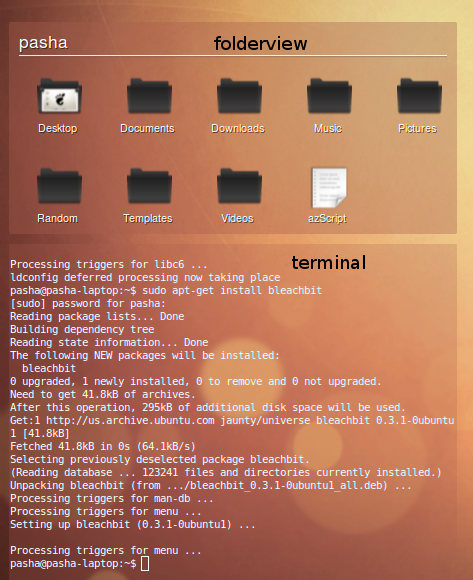 pasha folderview
Desktop Documents Downloads Music Pictures
Random Templates Videos azScript
terminal
Processing triggers for libc6 ...
ldconfig deferred processing now taking place
pasha@pasha-laptop:~$ sudo apt-get install bleachbit
[sudo] password for pasha:
Reading package lists... Done
Building dependency tree
Reading state information... Done
The following NEW packages will be installed:
  bleachbit
0 upgraded, 1 newly installed, 0 to remove and 0 not upgraded.
Need to get 41.8kB of archives.
After this operation, 295kB of additional disk space will be used.
Get:1 http://us.archive.ubuntu.com jaunty/universe bleachbit 0.3.1-0ubuntu
1 [41.8kB]
Fetched 41.8kB in 0s (64.1kB/s)
Selecting previously deselected package bleachbit.
(Reading database ... 123241 files and directories currently installed.)
Unpacking bleachbit (from .../bleachbit_0.3.1-0ubuntu1_all.deb) ...
Processing triggers for man-db ...
Processing triggers for menu ...
Setting up bleachbit (0.3.1-0ubuntu1) ...
Processing triggers for menu ...
pasha@pasha-laptop:~$